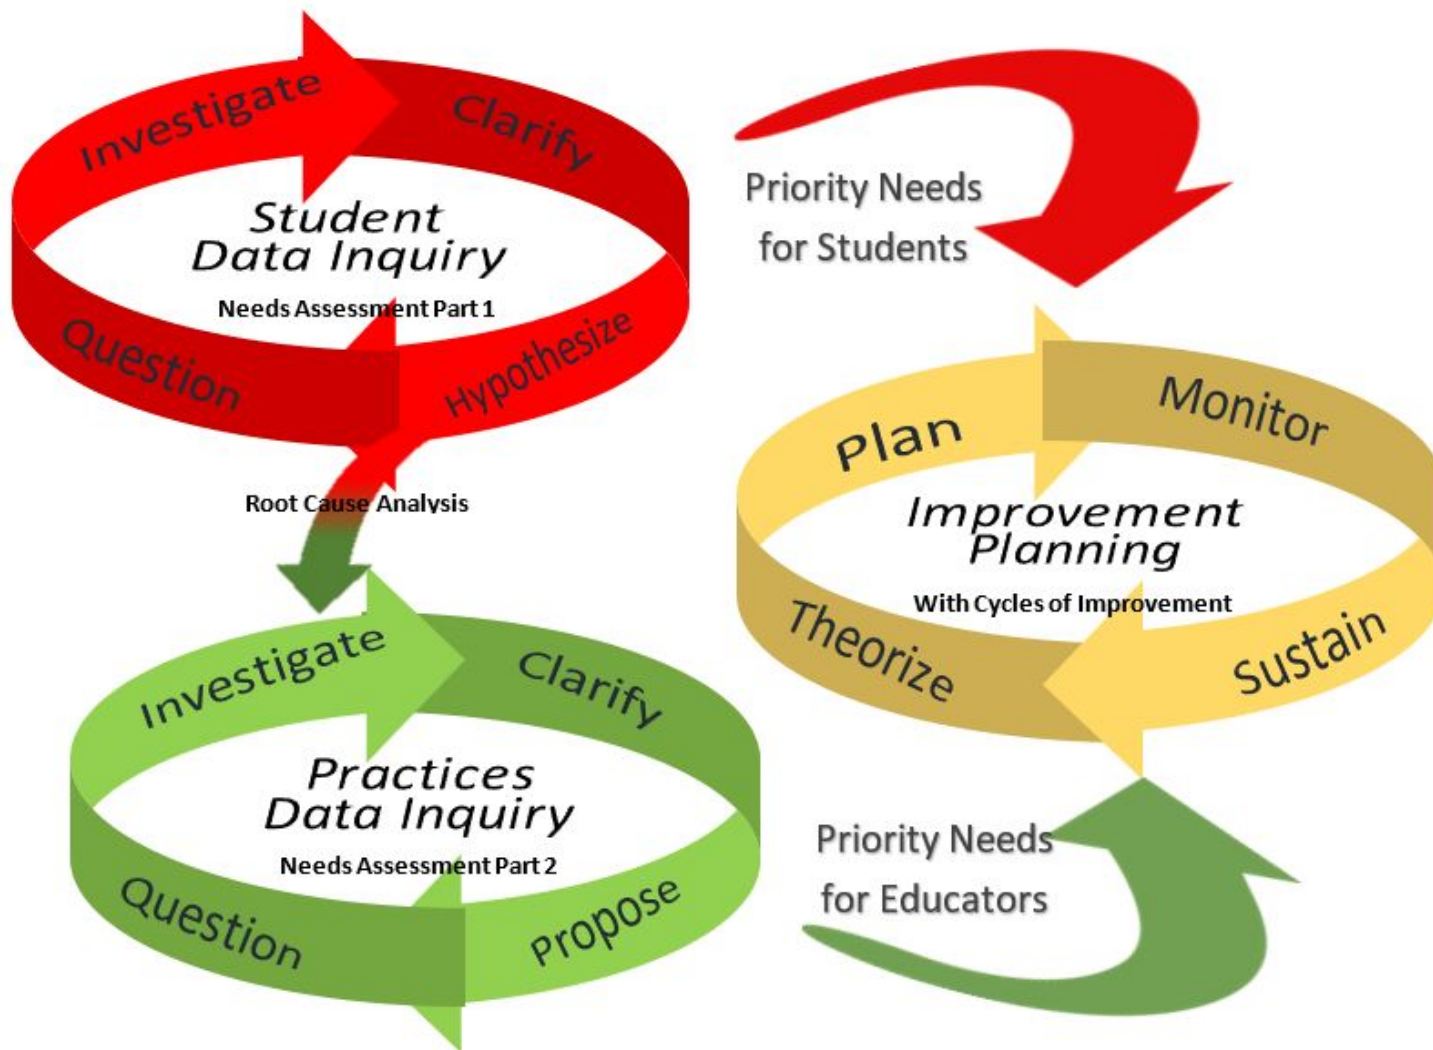 Investigate
Clarify
Student
Data Inquiry
Needs Assessment Part 1
Question
Hypothesize
Root Cause Analysis
Investigate
Clarify
Practices
Data Inquiry
Needs Assessment Part 2
Question
Propose
Priority Needs
for Students
Plan
Monitor
Improvement
Planning
With Cycles of Improvement
Theorize
Sustain
Priority Needs
for Educators